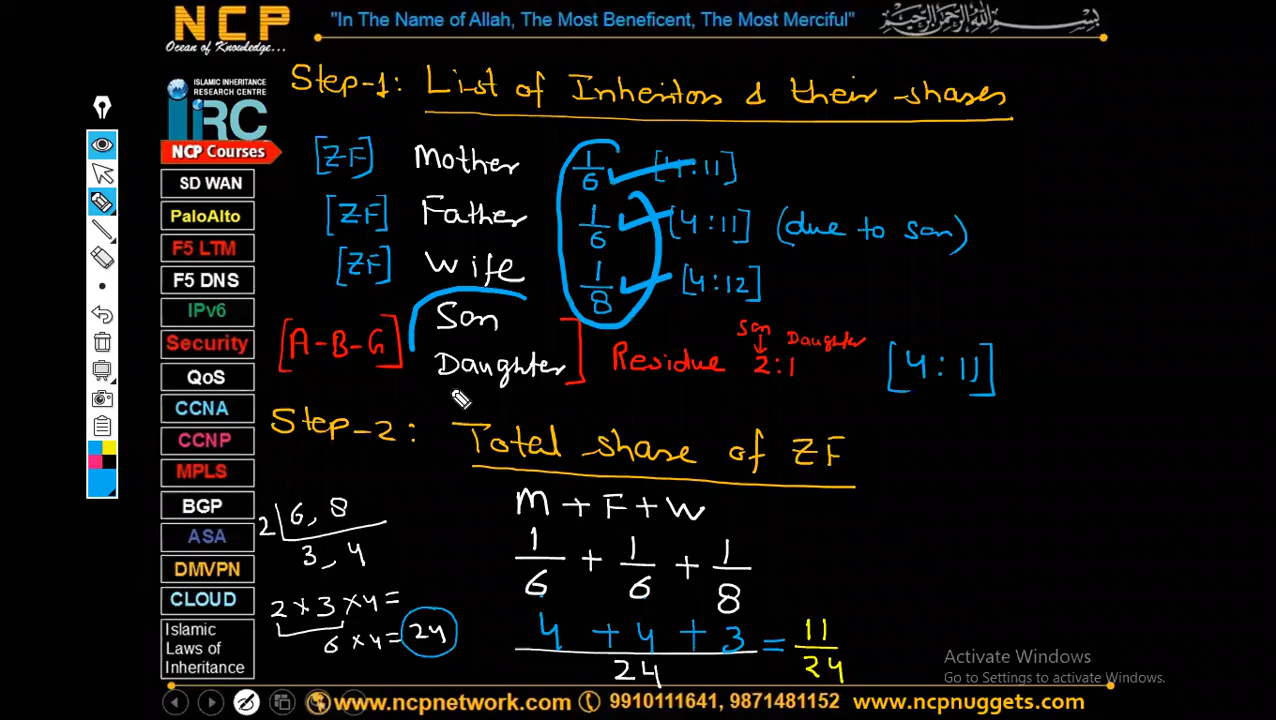 NCP
Ocean of Knowledge...
"In The Name of Allah, The Most Beneficent, The Most Merciful"
بِسْمِ اللَّهِ الرَّحْمَنِ الرَّحِيمِ
ISLAMIC INHERITANCE
RESEARCH CENTRE
IRC
NCP Courses
SD WAN
PaloAlto
F5 LTM
F5 DNS
IPv6
Security
QoS
CCNA
CCNP
MPLS
BGP
ASA
DMVPN
CLOUD
Islamic
Laws of
Inheritance
Step-1: List of Inheritors & their shares
[ZF] Mother 1/6 [4:11]
[ZF] Father 1/6 [4:11] (due to son)
[ZF] Wife 1/8 [4:12]
Son
[A-B-G] Daughter ] Residue 2:1 [4:11]
Son Daughter
Step-2: Total share of ZF
M + F + W
1/6 + 1/6 + 1/8
4 + 4 + 3 = 11/24
24
2 | 6, 8
3, 4
2 × 3 × 4 =
6 × 4 = 24
Activate Windows
Go to Settings to activate Windows.
www.ncpnetwork.com 9910111641, 9871481152 www.ncpnuggets.com